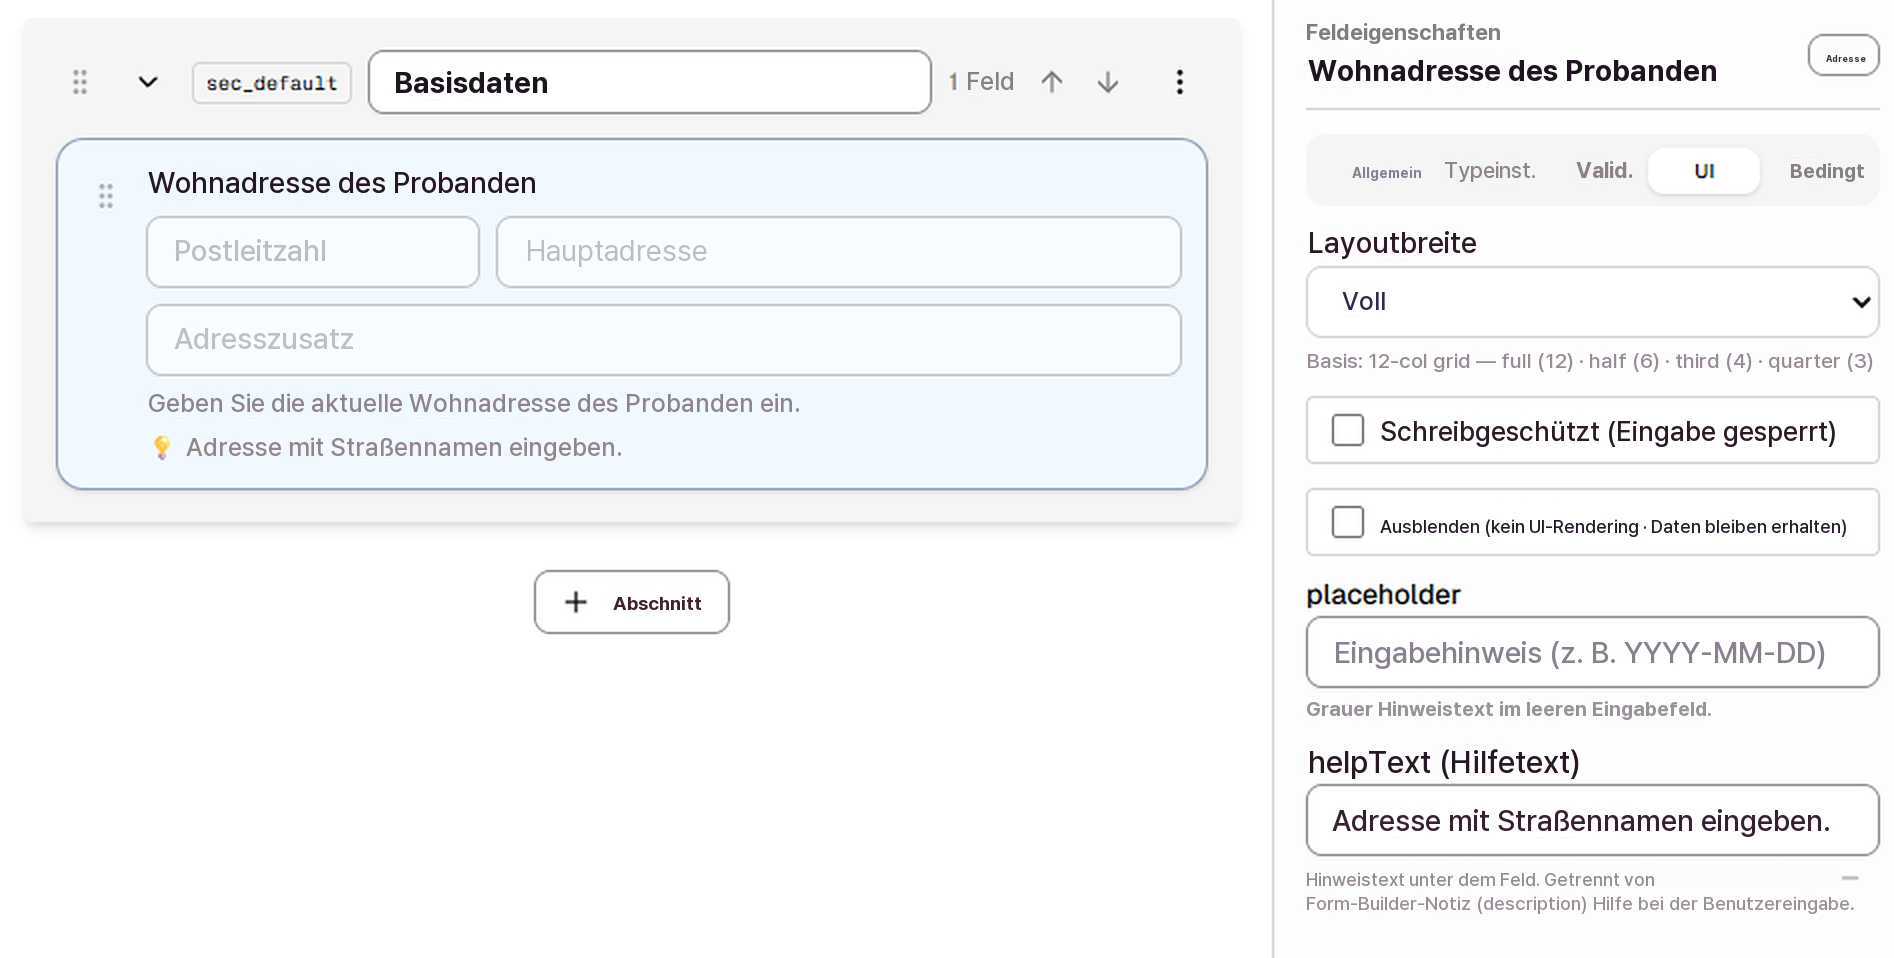 sec_default
Basisdaten
1 Feld
Wohnadresse des Probanden
Postleitzahl
Hauptadresse
Adresszusatz
Geben Sie die aktuelle Wohnadresse des Probanden ein.
💡 Adresse mit Straßennamen eingeben.
+ Abschnitt
Feldeigenschaften
Wohnadresse des Probanden
Adresse
Allgemein
Typeinst.
Valid.
UI
Bedingt
Layoutbreite
Voll
Basis: 12-col grid — full (12) · half (6) · third (4) · quarter (3)
Schreibgeschützt (Eingabe gesperrt)
Ausblenden (kein UI-Rendering · Daten bleiben erhalten)
placeholder
Eingabehinweis (z. B. YYYY-MM-DD)
Grauer Hinweistext im leeren Eingabefeld.
helpText (Hilfetext)
Adresse mit Straßennamen eingeben.
Hinweistext unter dem Feld. Getrennt von —
Form-Builder-Notiz (description) Hilfe bei der Benutzereingabe.